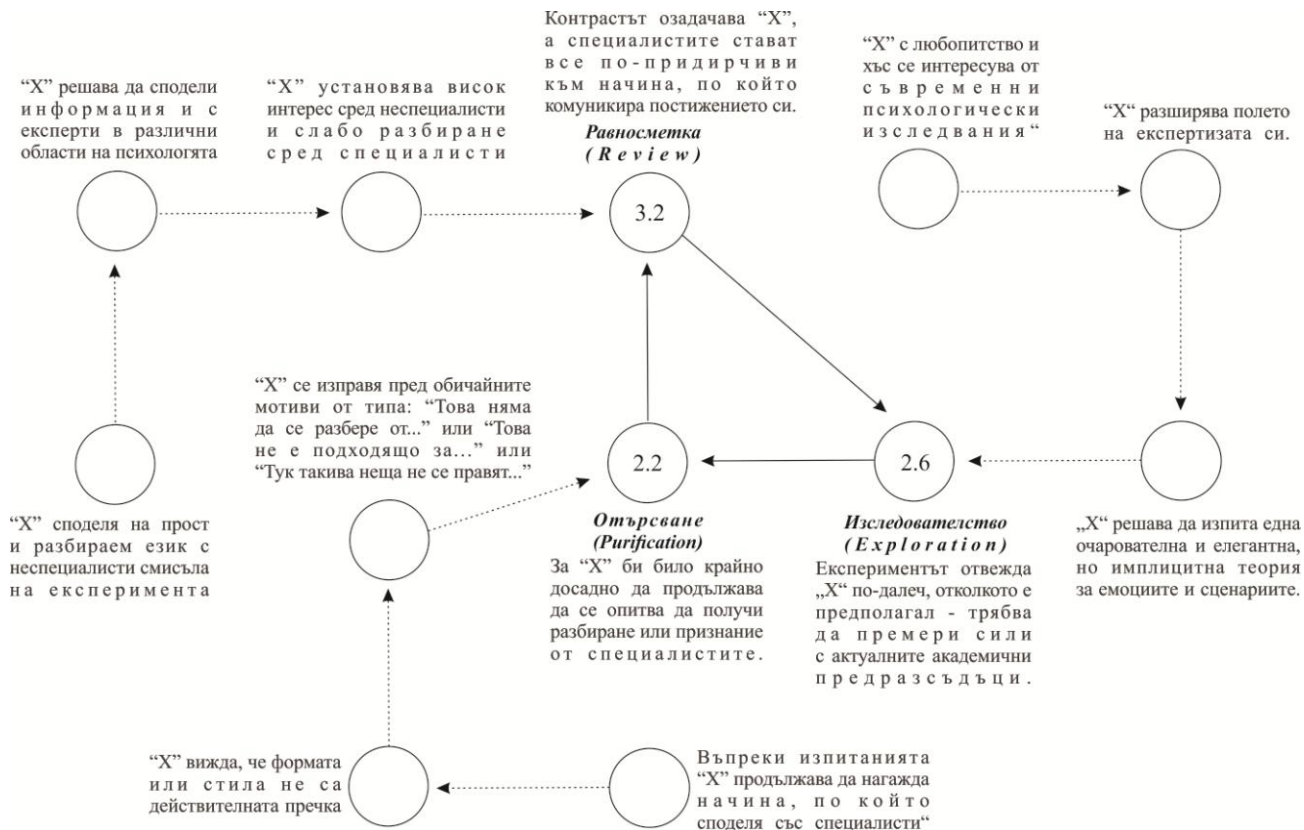 “X” решава да сподели
информация и с
експерти в различни
области на психологята
“X” установява висок
интерес сред неспециалисти
и слабо разбиране
сред специалисти
Контрастът озадачава “X”,
а специалистите стават
все по-придирчиви
към начина, по който
комуникира постижението си.
Равносметка
(Review)
3.2
“X” с любопитство и
хъс се интересува от
съвременни
психологически
изследвания“
“X“ разширява полето
на експертизата си.
“X” споделя на прост
и разбираем език с
неспециалисти смисъла
на експеримента
“X” се изправя пред обичайните
мотиви от типа: “Това няма
да се разбере от...” или “Това
не е подходящо за...” или
“Тук такива неща не се правят...”
2.2
Отърсване
(Purification)
За “X” би било крайно
досадно да продължава
да се опитва да получи
разбиране или признание
от специалистите.
2.6
Изследователство
(Exploration)
Експериментът отвежда
„X“ по-далеч, отколкото е
предполагал - трябва
да премери сили
с актуалните академични
предразсъдъци.
„X“ решава да изпита една
очарователна и елегантна,
но имплицитна теория
за емоциите и сценариите.
“X” вижда, че формата
или стила не са
действителната пречка
Въпреки изпитанията
“X” продължава да нагажда
начина, по който
споделя със специалисти“